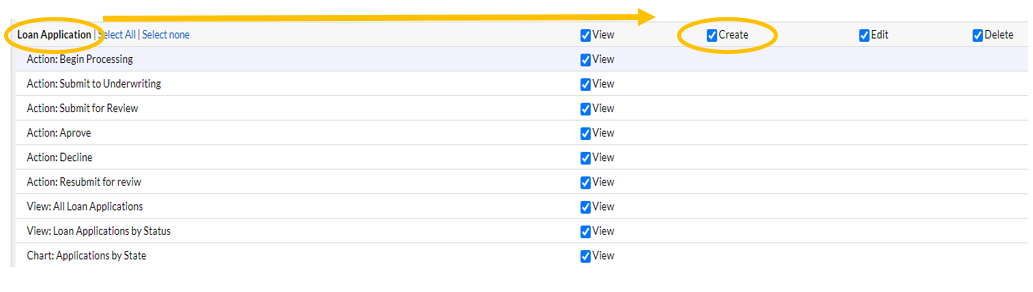 Loan Application | Select All | Select none View Create Edit Delete
Action: Begin Processing View
Action: Submit to Underwriting View
Action: Submit for Review View
Action: Aprove View
Action: Decline View
Action: Resubmit for reviw View
View: All Loan Applications View
View: Loan Applications by Status View
Chart: Applications by State View